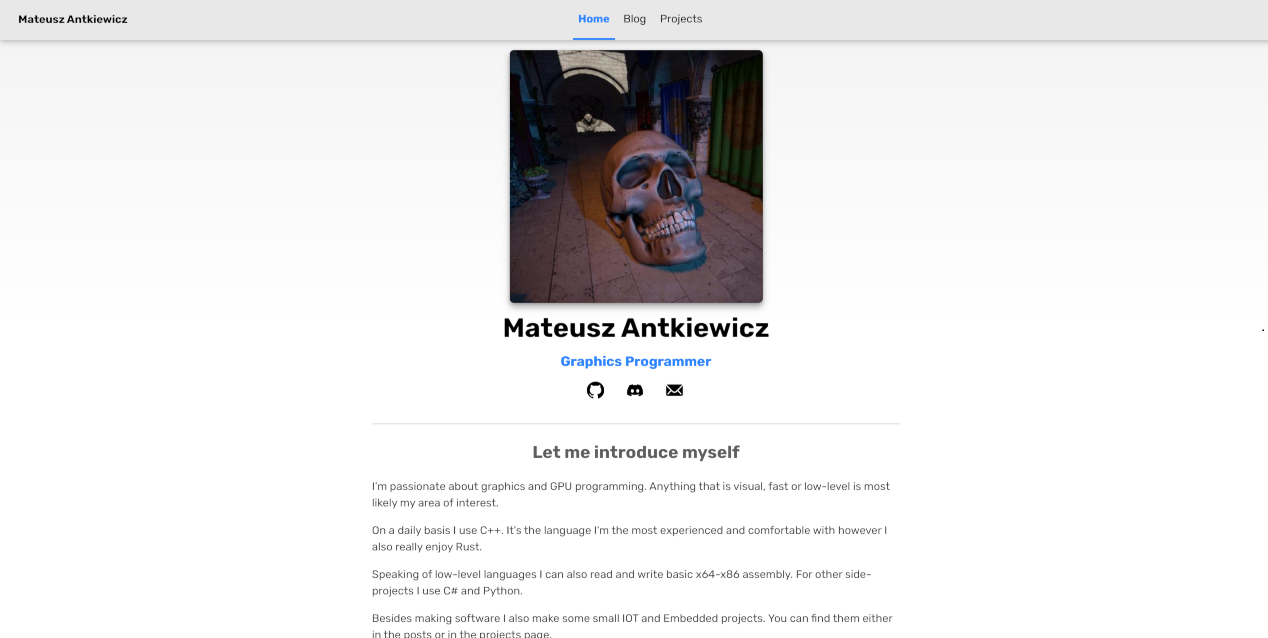 Mateusz Antkiewicz
Home Blog Projects
Mateusz Antkiewicz
Graphics Programmer
Let me introduce myself
I'm passionate about graphics and GPU programming. Anything that is visual, fast or low-level is most
likely my area of interest.
On a daily basis I use C++. It's the language I'm the most experienced and comfortable with however I
also really enjoy Rust.
Speaking of low-level languages I can also read and write basic x64-x86 assembly. For other side-
projects I use C# and Python.
Besides making software I also make some small IOT and Embedded projects. You can find them either
in the posts or in the projects page.